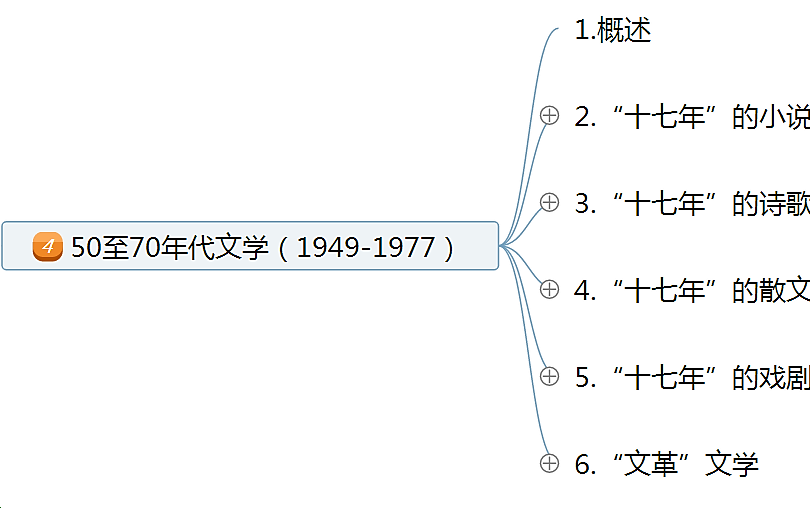 1.概述
2.“十七年”的小说
3.“十七年”的诗歌
4 50至70年代文学（1949-1977）
4.“十七年”的散文
5.“十七年”的戏剧
6.“文革”文学